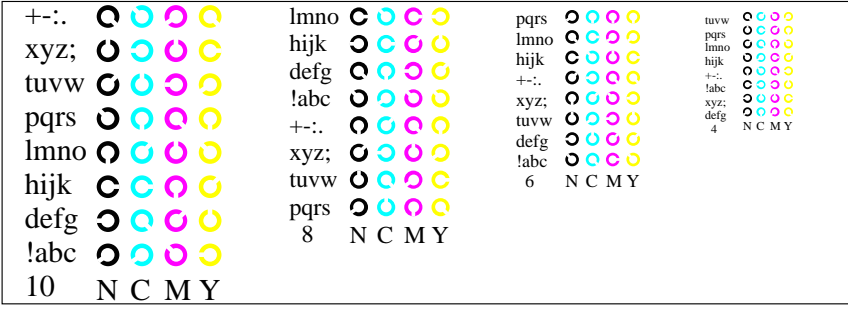 +-:.
xyz;
tuvw
pqrs
lmno
hijk
defg
!abc
10 N C M Y
lmno
hijk
defg
!abc
+-:.
xyz;
tuvw
pqrs
8 N C M Y
pqrs
lmno
hijk
+-:.
xyz;
tuvw
defg
!abc
6 N C M Y
tuvw
pqrs
lmno
hijk
+-:.
!abc
xyz;
defg
4 N C M Y